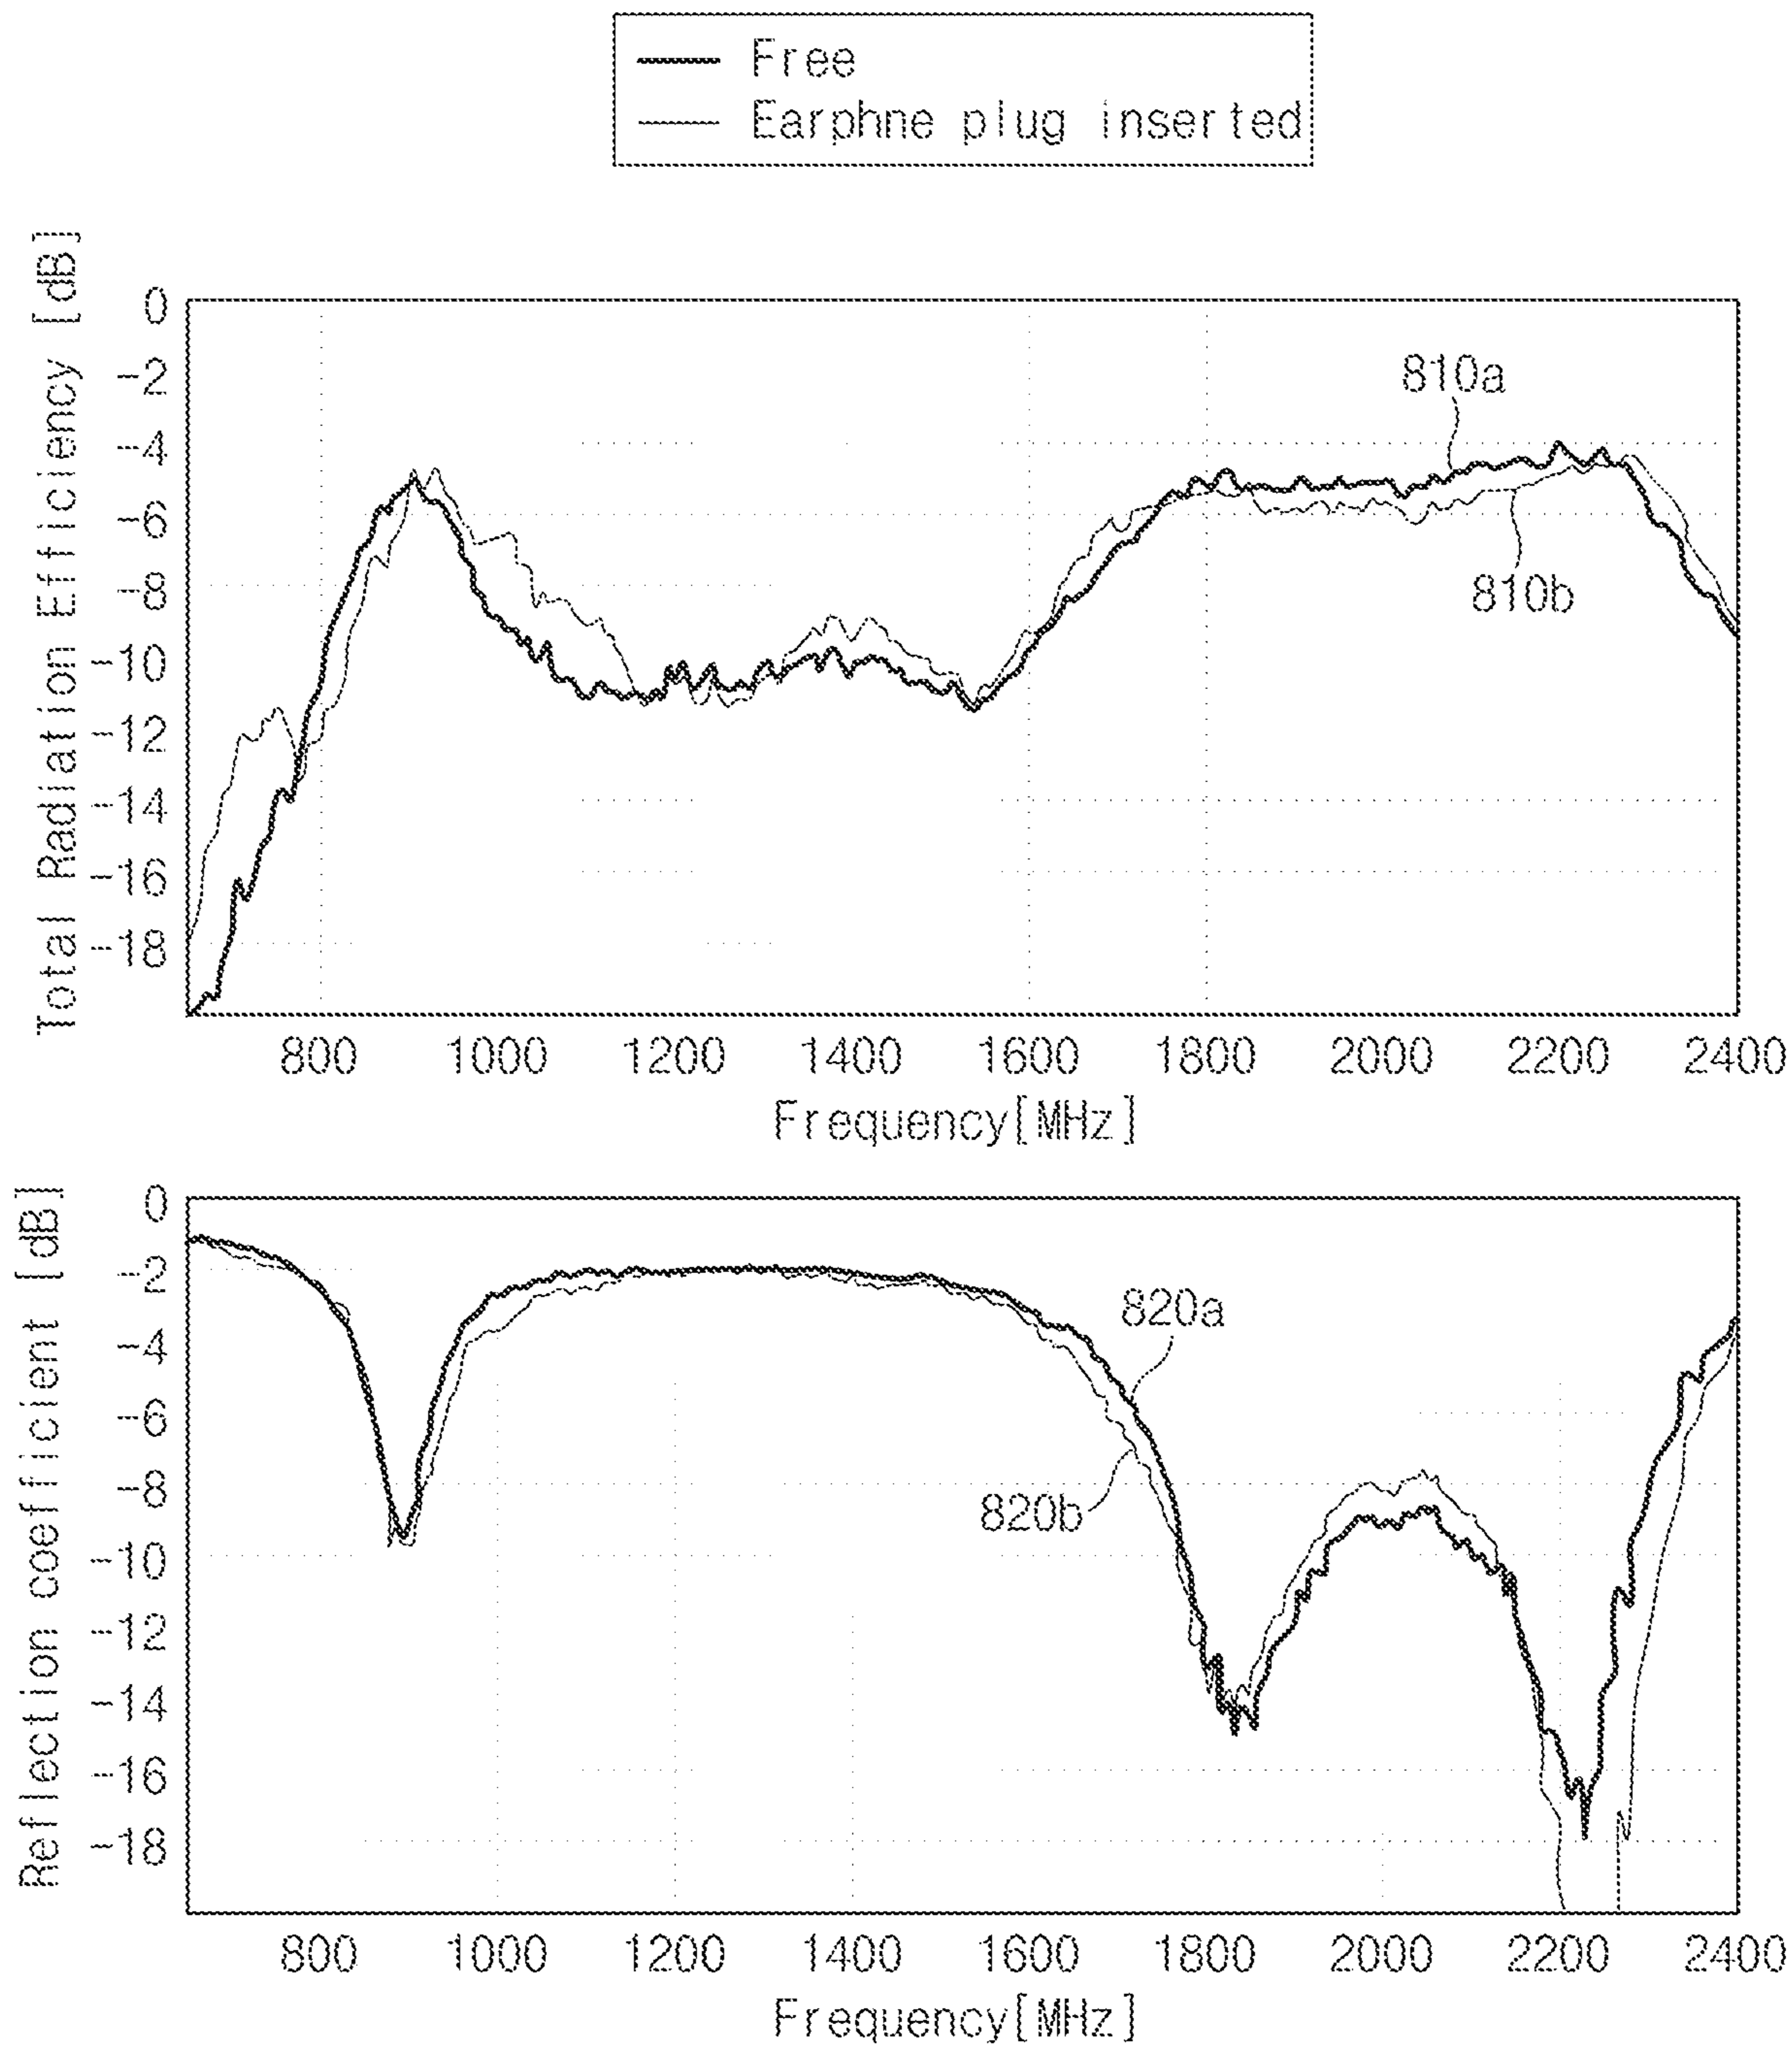 Free
Earphne plug inserted
Total Radiation Efficiency [dB]
0
-2
-4
-6
-8
-10
-12
-14
-16
-18
810a
810b
800 1000 1200 1400 1600 1800 2000 2200 2400
Frequency[MHz]
Reflection coefficient [dB]
0
-2
-4
-6
-8
-10
-12
-14
-16
-18
820a
820b
800 1000 1200 1400 1600 1800 2000 2200 2400
Frequency[MHz]